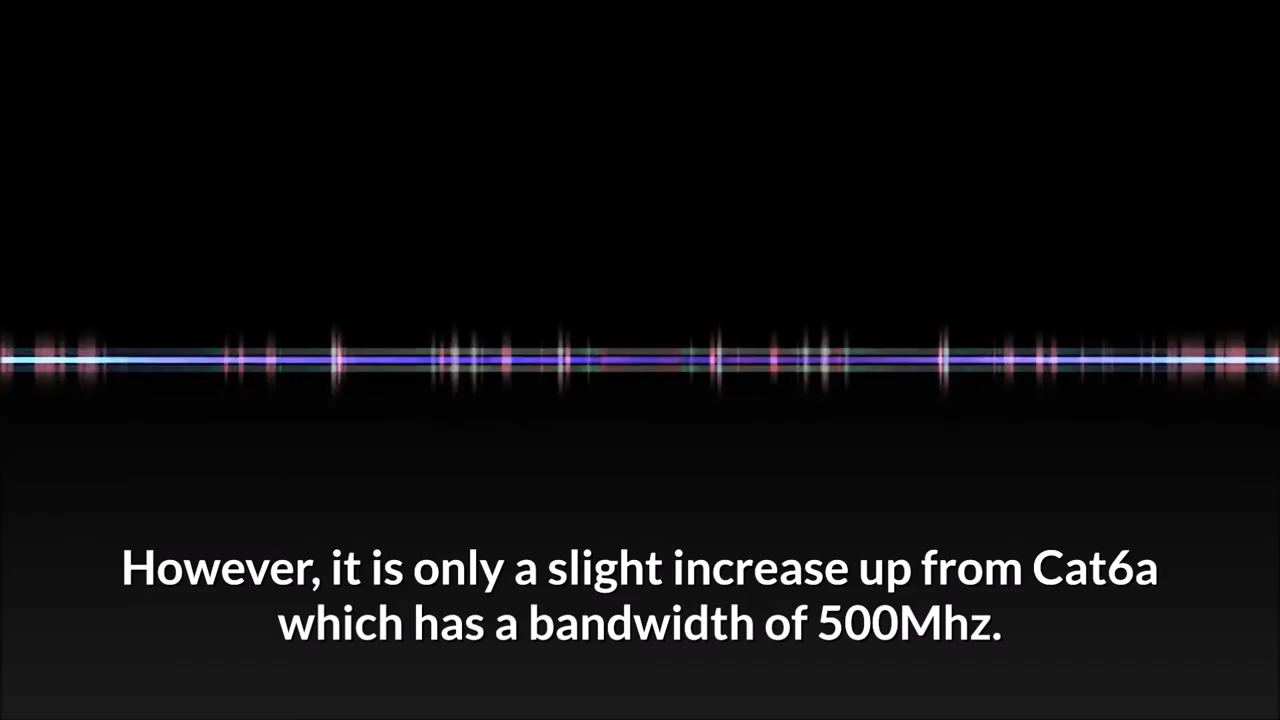 However, it is only a slight increase up from Cat6a
which has a bandwidth of 500Mhz.